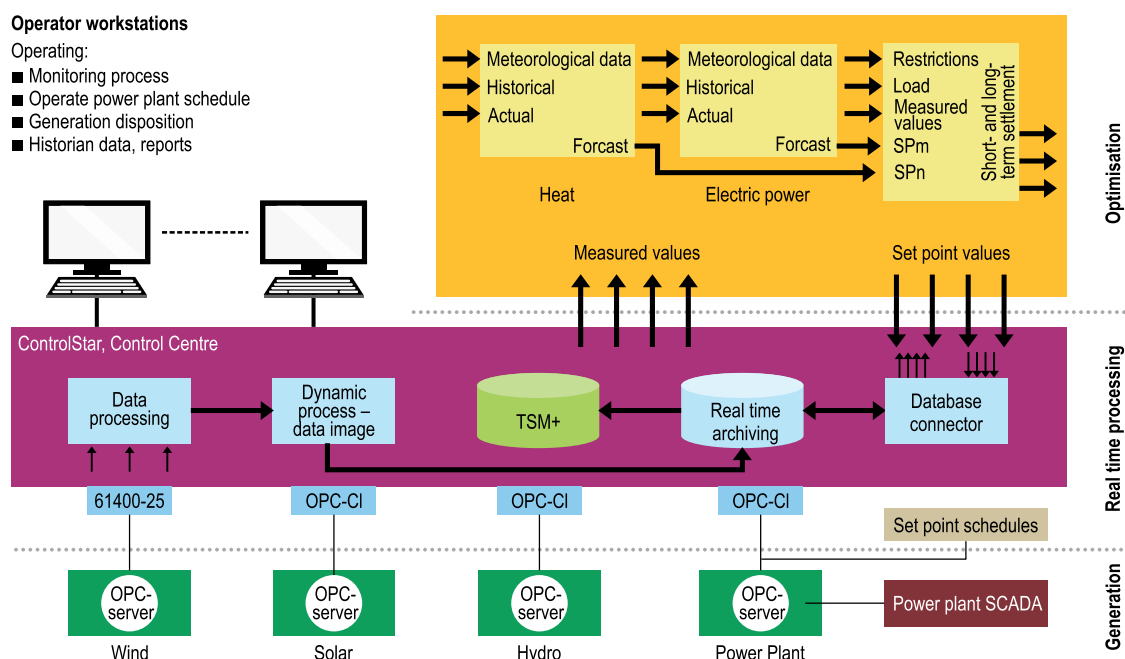 Operator workstations
Operating:
■ Monitoring process
■ Operate power plant schedule
■ Generation disposition
■ Historian data, reports
Meteorological data
Historical
Actual
Forcast
Heat
Meteorological data
Historical
Actual
Forcast
Electric power
Restrictions
Load
Measured
values
SPm
SPn
Short- and long-
term settlement
Optimisation
Measured values
Set point values
ControlStar, Control Centre
Data
processing
Dynamic
process –
data image
TSM+
Real time
archiving
Database
connector
Real time processing
61400-25
OPC-CI
OPC-CI
OPC-CI
Set point schedules
OPC-
server
Wind
OPC-
server
Solar
OPC-
server
Hydro
OPC-
server
Power Plant
Power plant SCADA
Generation